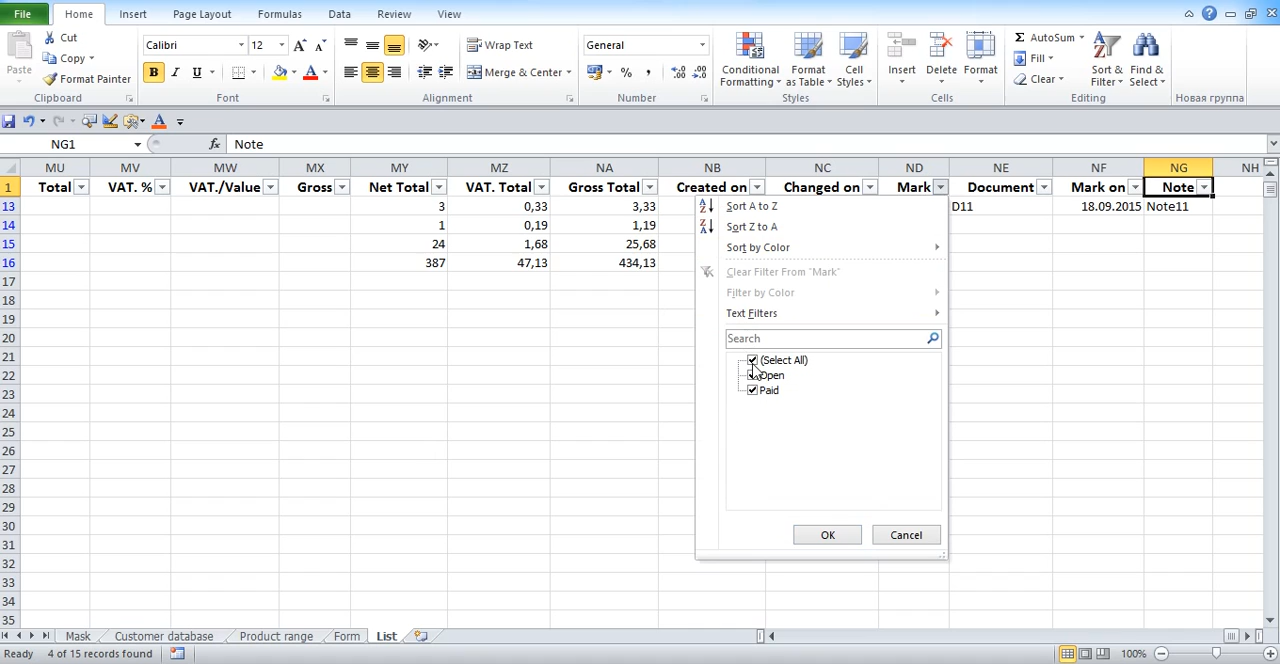 File Home Insert Page Layout Formulas Data Review View
Paste Cut Copy Format Painter Clipboard
Calibri 12 B I U A Font
Wrap Text Merge & Center Alignment
General % Number
Conditional Formatting Format as Table Cell Styles Styles
Insert Delete Format Cells
AutoSum Fill Clear Sort & Filter Find & Select Editing
Новая группа
NG1 fx Note
MU MV MW MX MY MZ NA NB NC ND NE NF NG NH
1 Total VAT. % VAT./Value Gross Net Total VAT. Total Gross Total Created on Changed on Mark Document Mark on Note
13 3 0,33 3,33 D11 18.09.2015 Note11
14 1 0,19 1,19
15 24 1,68 25,68
16 387 47,13 434,13
17
18
19
20
21
22
23
24
25
26
27
28
29
30
31
32
33
34
35
Sort A to Z
Sort Z to A
Sort by Color
Clear Filter From "Mark"
Filter by Color
Text Filters
Search
(Select All)
Open
Paid
OK Cancel
Mask Customer database Product range Form List
Ready 4 of 15 records found 100%